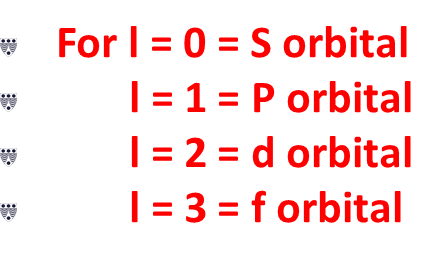 For l = 0 = S orbital
l = 1 = P orbital
l = 2 = d orbital
l = 3 = f orbital